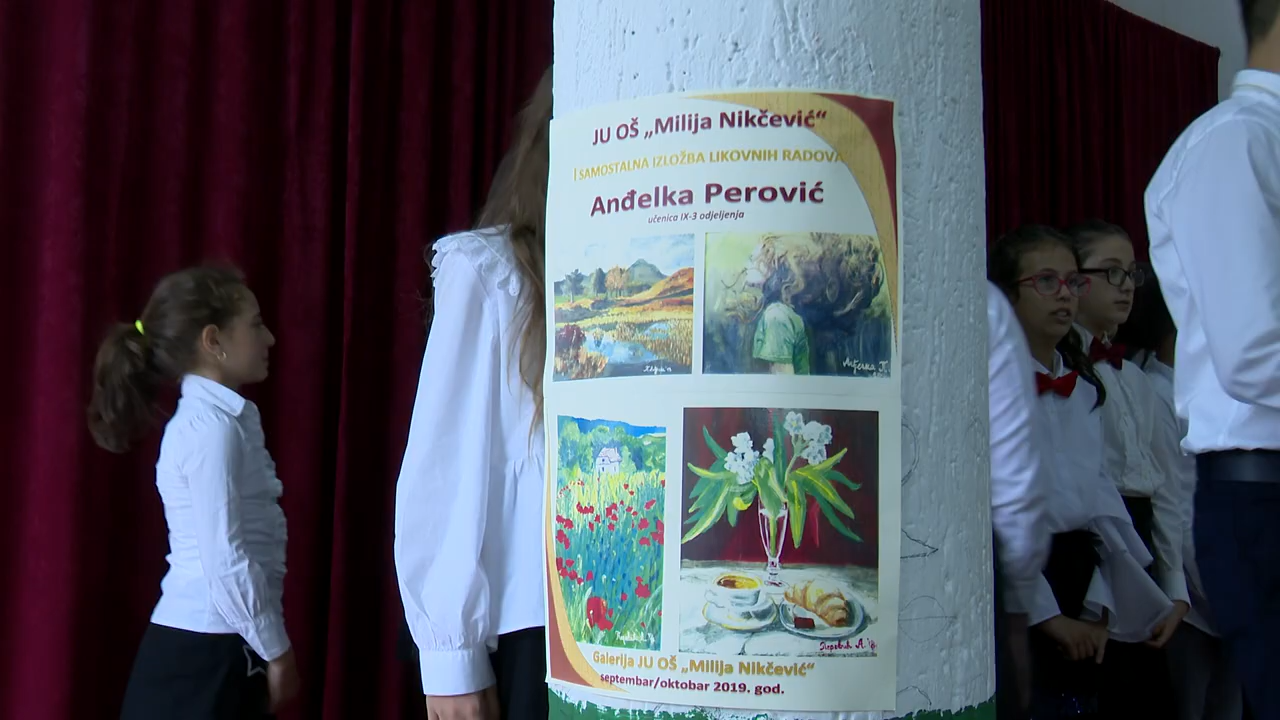 JU OŠ „Milija Nikčević“
I SAMOSTALNA IZLOŽBA LIKOVNIH RADOVA
Anđelka Perović
učenica IX-3 odjeljenja
Galerija JU OŠ „Milija Nikčević“
septembar/oktobar 2019. god.